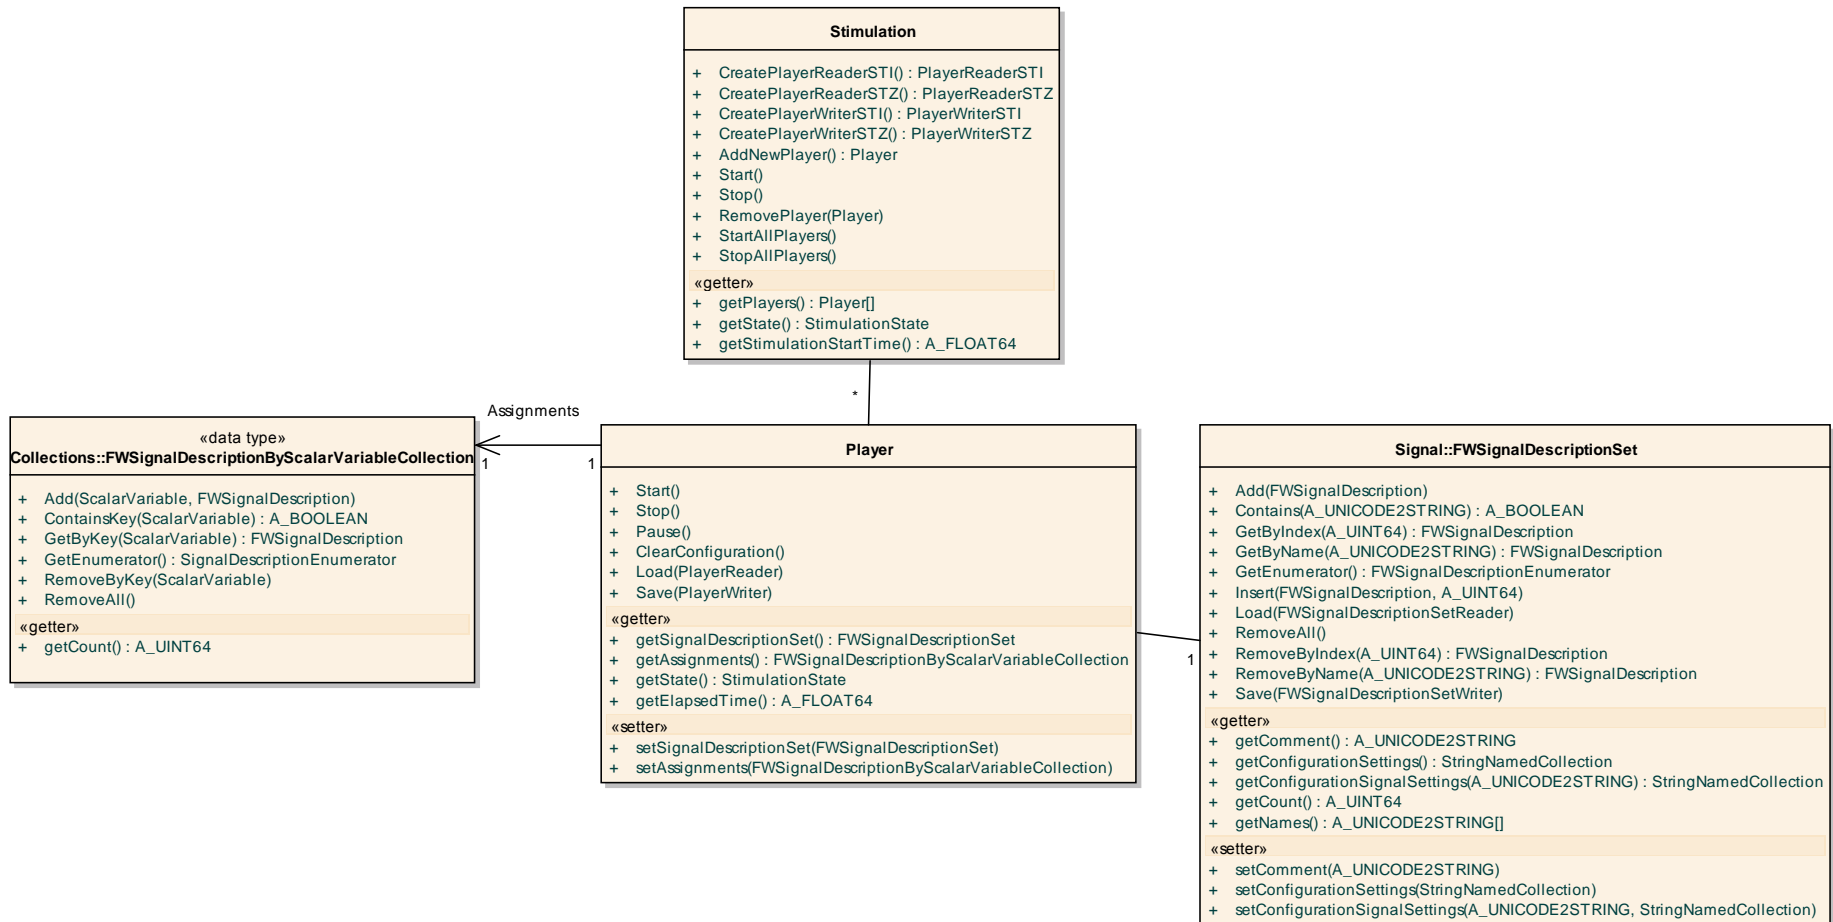 Stimulation
+ CreatePlayerReaderSTI() : PlayerReaderSTI
+ CreatePlayerReaderSTZ() : PlayerReaderSTZ
+ CreatePlayerWriterSTI() : PlayerWriterSTI
+ CreatePlayerWriterSTZ() : PlayerWriterSTZ
+ AddNewPlayer() : Player
+ Start()
+ Stop()
+ RemovePlayer(Player)
+ StartAllPlayers()
+ StopAllPlayers()
«getter»
+ getPlayers() : Player[]
+ getState() : StimulationState
+ getStimulationStartTime() : A_FLOAT64
*
Assignments
1
1
«data type»
Collections::FWSignalDescriptionByScalarVariableCollection
+ Add(ScalarVariable, FWSignalDescription)
+ ContainsKey(ScalarVariable) : A_BOOLEAN
+ GetByKey(ScalarVariable) : FWSignalDescription
+ GetEnumerator() : SignalDescriptionEnumerator
+ RemoveByKey(ScalarVariable)
+ RemoveAll()
«getter»
+ getCount() : A_UINT64
Player
+ Start()
+ Stop()
+ Pause()
+ ClearConfiguration()
+ Load(PlayerReader)
+ Save(PlayerWriter)
«getter»
+ getSignalDescriptionSet() : FWSignalDescriptionSet
+ getAssignments() : FWSignalDescriptionByScalarVariableCollection
+ getState() : StimulationState
+ getElapsedTime() : A_FLOAT64
«setter»
+ setSignalDescriptionSet(FWSignalDescriptionSet)
+ setAssignments(FWSignalDescriptionByScalarVariableCollection)
1
Signal::FWSignalDescriptionSet
+ Add(FWSignalDescription)
+ Contains(A_UNICODE2STRING) : A_BOOLEAN
+ GetByIndex(A_UINT64) : FWSignalDescription
+ GetByName(A_UNICODE2STRING) : FWSignalDescription
+ GetEnumerator() : FWSignalDescriptionEnumerator
+ Insert(FWSignalDescription, A_UINT64)
+ Load(FWSignalDescriptionSetReader)
+ RemoveAll()
+ RemoveByIndex(A_UINT64) : FWSignalDescription
+ RemoveByName(A_UNICODE2STRING) : FWSignalDescription
+ Save(FWSignalDescriptionSetWriter)
«getter»
+ getComment() : A_UNICODE2STRING
+ getConfigurationSettings() : StringNamedCollection
+ getConfigurationSignalSettings(A_UNICODE2STRING) : StringNamedCollection
+ getCount() : A_UINT64
+ getNames() : A_UNICODE2STRING[]
«setter»
+ setComment(A_UNICODE2STRING)
+ setConfigurationSettings(StringNamedCollection)
+ setConfigurationSignalSettings(A_UNICODE2STRING, StringNamedCollection)